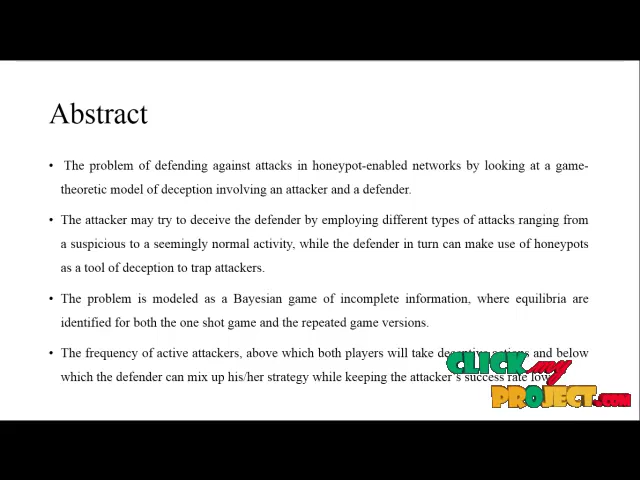 Abstract
• The problem of defending against attacks in honeypot-enabled networks by looking at a game-
theoretic model of deception involving an attacker and a defender.
• The attacker may try to deceive the defender by employing different types of attacks ranging from
a suspicious to a seemingly normal activity, while the defender in turn can make use of honeypots
as a tool of deception to trap attackers.
• The problem is modeled as a Bayesian game of incomplete information, where equilibria are
identified for both the one shot game and the repeated game versions.
• The frequency of active attackers, above which both players will take deceptive actions and below
which the defender can mix up his/her strategy while keeping the attacker's success rate low.
CLICK my
PROJECT.COM